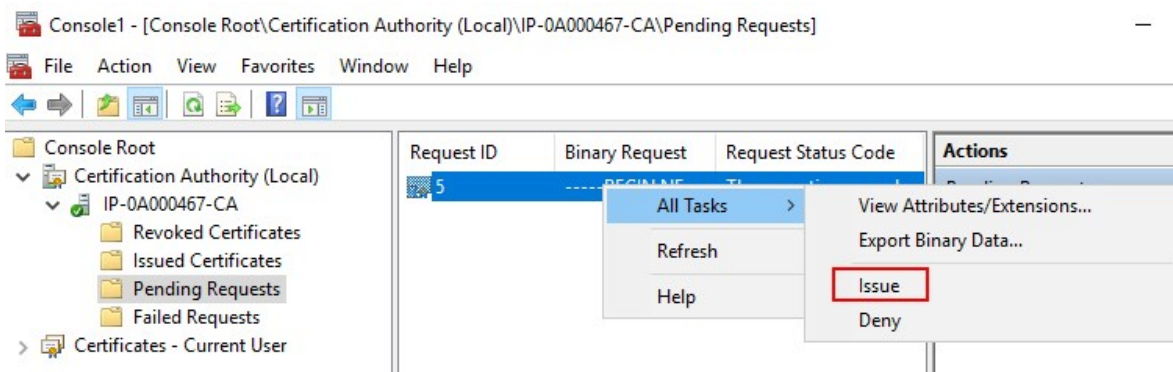 Console1 - [Console Root\Certification Authority (Local)\IP-0A000467-CA\Pending Requests]
File Action View Favorites Window Help
Console Root
Certification Authority (Local)
IP-0A000467-CA
Revoked Certificates
Issued Certificates
Pending Requests
Failed Requests
Certificates - Current User
Request ID Binary Request Request Status Code
5
All Tasks
Refresh
Help
Actions
View Attributes/Extensions...
Export Binary Data...
Issue
Deny